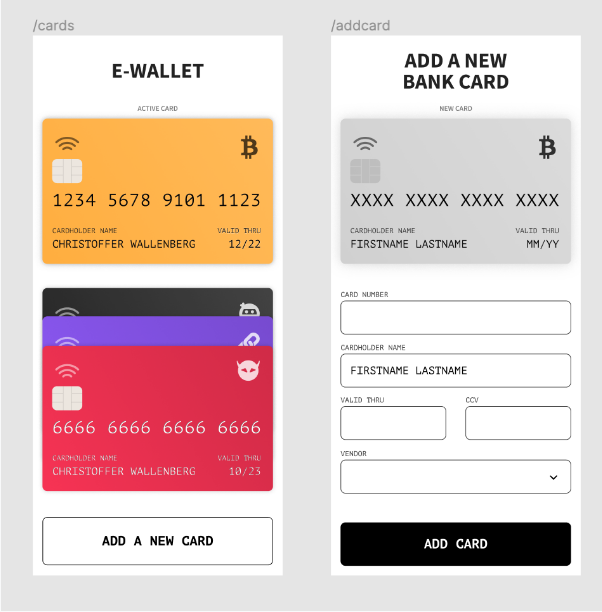 /cards
E-WALLET
ACTIVE CARD
1234 5678 9101 1123
CARDHOLDER NAME VALID THRU
CHRISTOFFER WALLENBERG 12/22
6666 6666 6666 6666
CARDHOLDER NAME VALID THRU
CHRISTOFFER WALLENBERG 10/23
ADD A NEW CARD
/addcard
ADD A NEW
BANK CARD
NEW CARD
XXXX XXXX XXXX XXXX
CARDHOLDER NAME VALID THRU
FIRSTNAME LASTNAME MM/YY
CARD NUMBER
CARDHOLDER NAME
FIRSTNAME LASTNAME
VALID THRU CCV
VENDOR
ADD CARD